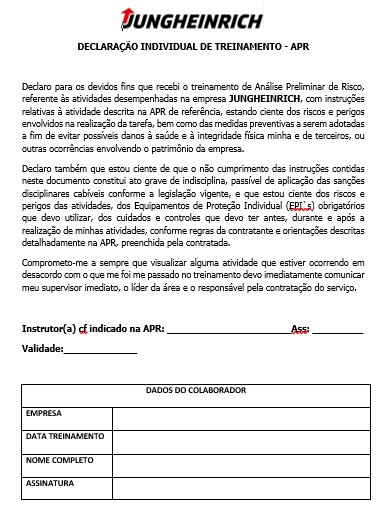 JUNGHEINRICH
DECLARAÇÃO INDIVIDUAL DE TREINAMENTO - APR
Declaro para os devidos fins que recebi o treinamento de Análise Preliminar de Risco,
referente às atividades desempenhadas na empresa JUNGHEINRICH, com instruções
relativas à atividade descrita na APR de referência, estando ciente dos riscos e perigos
envolvidos na realização da tarefa, bem como das medidas preventivas a serem adotadas
a fim de evitar possíveis danos à saúde e à integridade física minha e de terceiros, ou
outras ocorrências envolvendo o patrimônio da empresa.
Declaro também que estou ciente de que o não cumprimento das instruções contidas
neste documento constitui ato grave de indisciplina, passível de aplicação das sanções
disciplinares cabíveis conforme a legislação vigente, e que estou ciente dos riscos e
perigos das atividades, dos Equipamentos de Proteção Individual (EPI`s) obrigatórios
que devo utilizar, dos cuidados e controles que devo ter antes, durante e após a
realização de minhas atividades, conforme regras da contratante e orientações descritas
detalhadamente na APR, preenchida pela contratada.
Comprometo-me a sempre que visualizar alguma atividade que estiver ocorrendo em
desacordo com o que me foi me passado no treinamento devo imediatamente comunicar
meu supervisor imediato, o líder da área e o responsável pela contratação do serviço.
Instrutor(a) cf indicado na APR: ________________________ Ass: __________
Validade:______________
DADOS DO COLABORADOR
EMPRESA
DATA TREINAMENTO
NOME COMPLETO
ASSINATURA